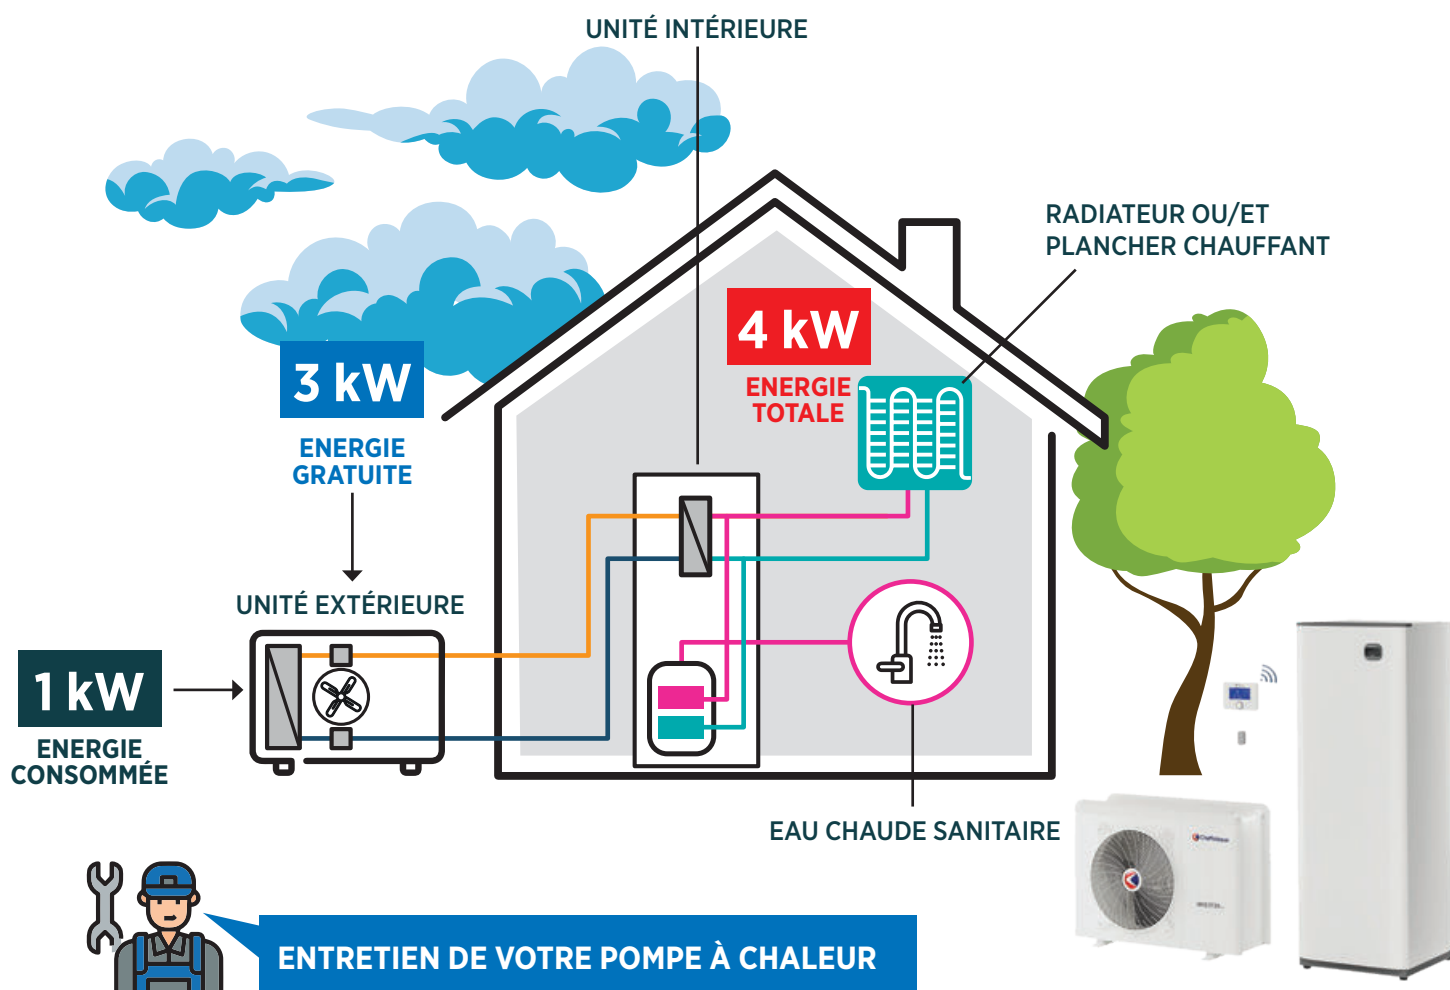 UNITÉ INTÉRIEURE
RADIATEUR OU/ET
PLANCHER CHAUFFANT
4 kW
ENERGIE
TOTALE
3 kW
ENERGIE
GRATUITE
UNITÉ EXTÉRIEURE
1 kW
ENERGIE
CONSOMMÉE
EAU CHAUDE SANITAIRE
ENTRETIEN DE VOTRE POMPE À CHALEUR